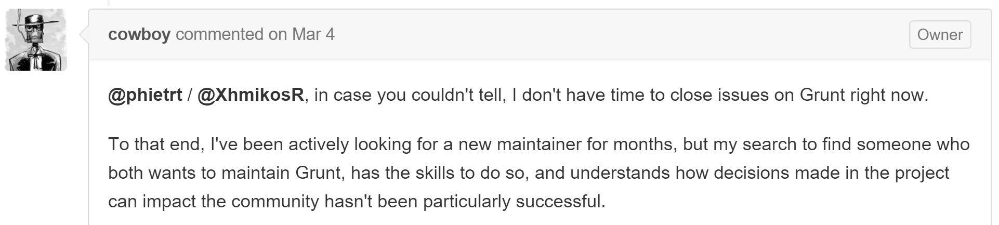 cowboy commented on Mar 4
Owner
@phietrt / @XhmikosR, in case you couldn't tell, I don't have time to close issues on Grunt right now.
To that end, I've been actively looking for a new maintainer for months, but my search to find someone who
both wants to maintain Grunt, has the skills to do so, and understands how decisions made in the project
can impact the community hasn't been particularly successful.